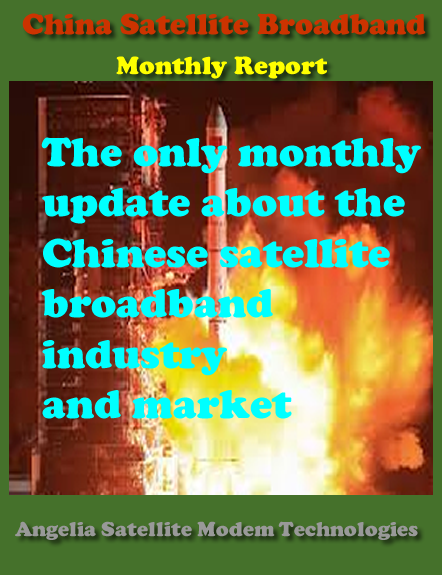 China Satellite Broadband
Monthly Report
The only monthly
update about the
Chinese satellite
broadband
industry
and market
Angelia Satellite Modem Technologies